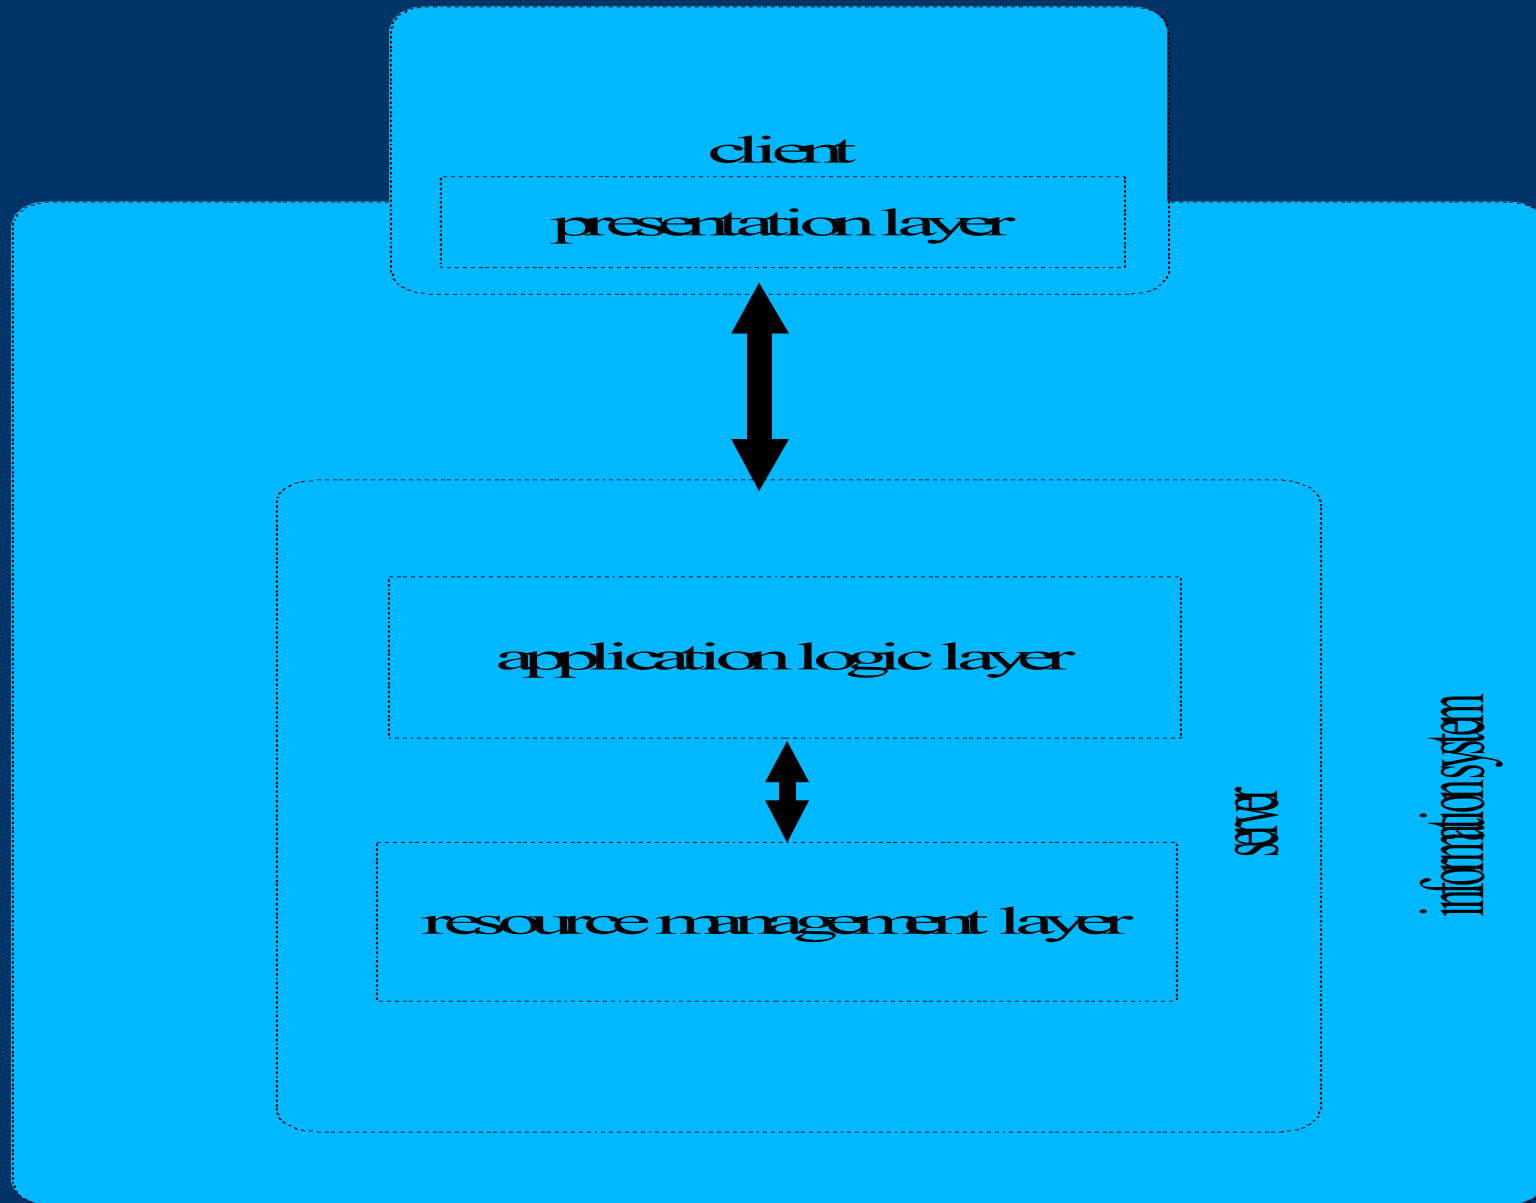 client
presentation layer
application logic layer
resource management layer
server
information system